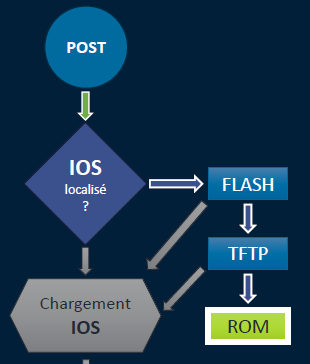 POST
IOS
localisé
?
FLASH
TFTP
Chargement
IOS
ROM